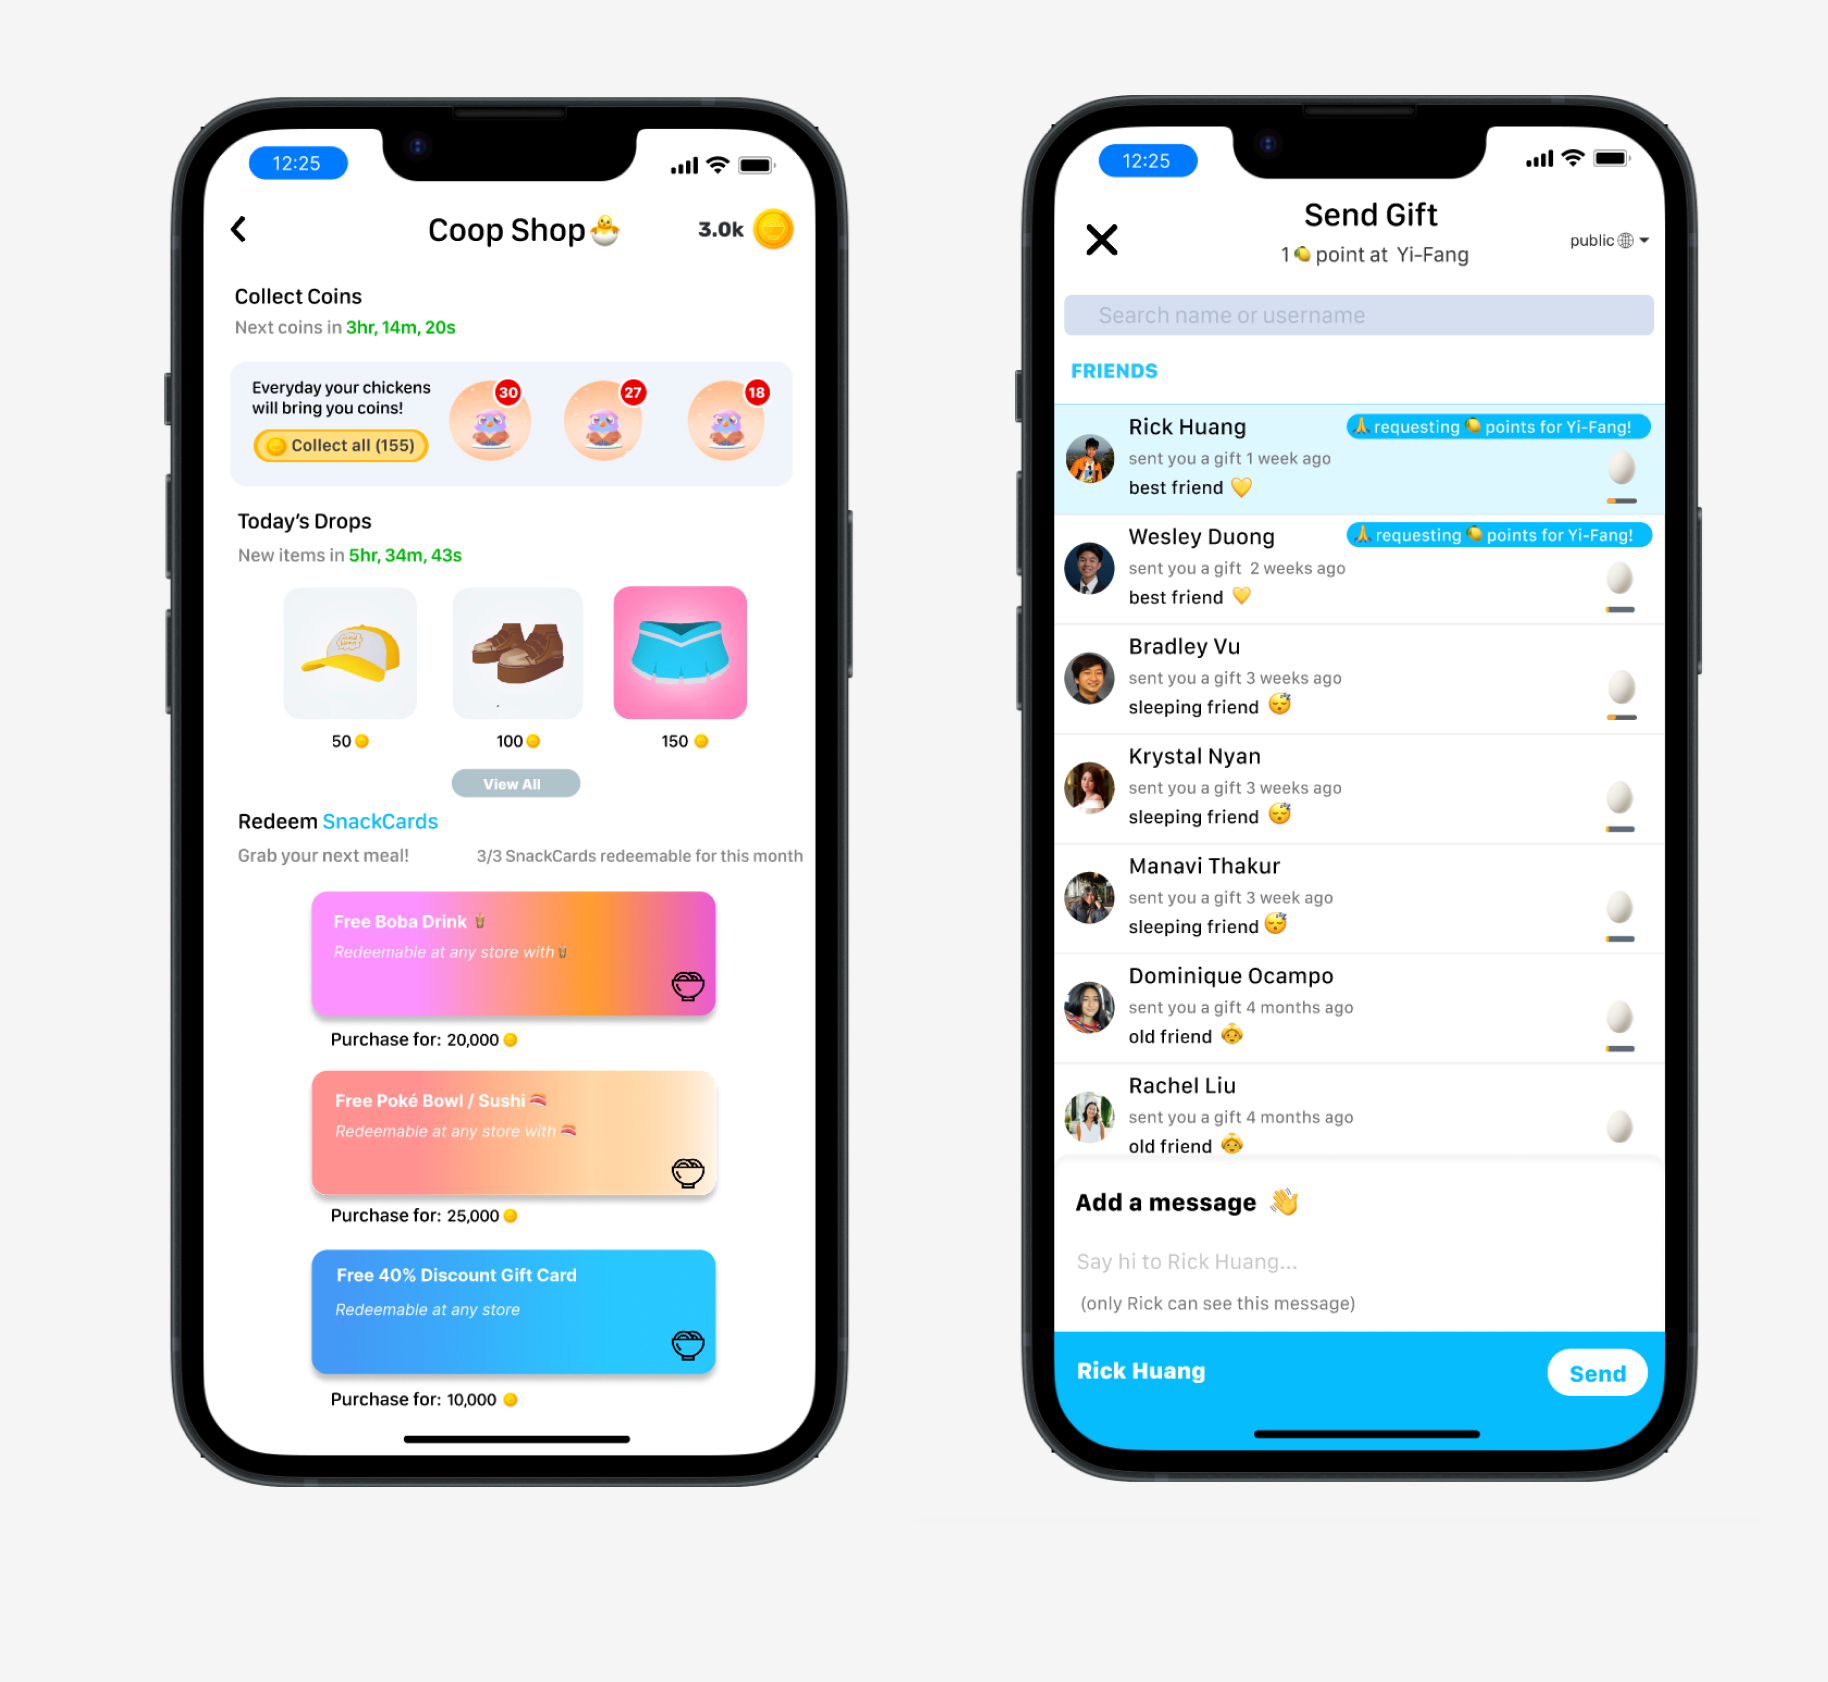 12:25
Coop Shop🐣
3.0k
Collect Coins
Next coins in 3hr, 14m, 20s
Everyday your chickens
will bring you coins!
Collect all (155)
30
27
18
Today's Drops
New items in 5hr, 34m, 43s
50
100
150
View All
Redeem SnackCards
Grab your next meal!
3/3 SnackCards redeemable for this month
Free Boba Drink 🧋
Redeemable at any store with 🧋
Purchase for: 20,000
Free Poké Bowl / Sushi 🍣
Redeemable at any store with 🍣
Purchase for: 25,000
Free 40% Discount Gift Card
Redeemable at any store
Purchase for: 10,000
12:25
Send Gift
1 🍋 point at Yi-Fang
public
Search name or username
FRIENDS
Rick Huang
🙏 requesting 🍋 points for Yi-Fang!
sent you a gift 1 week ago
best friend 💛
Wesley Duong
🙏 requesting 🍋 points for Yi-Fang!
sent you a gift 2 weeks ago
best friend 💛
Bradley Vu
sent you a gift 3 weeks ago
sleeping friend 😴
Krystal Nyan
sent you a gift 3 weeks ago
sleeping friend 😴
Manavi Thakur
sent you a gift 3 week ago
sleeping friend 😴
Dominique Ocampo
sent you a gift 4 months ago
old friend 👵
Rachel Liu
sent you a gift 4 months ago
old friend 👵
Add a message 👋
Say hi to Rick Huang...
(only Rick can see this message)
Rick Huang
Send